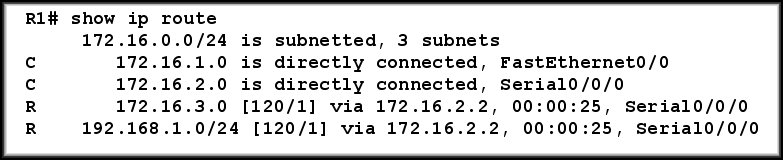 R1# show ip route
172.16.0.0/24 is subnetted, 3 subnets
C 172.16.1.0 is directly connected, FastEthernet0/0
C 172.16.2.0 is directly connected, Serial0/0/0
R 172.16.3.0 [120/1] via 172.16.2.2, 00:00:25, Serial0/0/0
R 192.168.1.0/24 [120/1] via 172.16.2.2, 00:00:25, Serial0/0/0